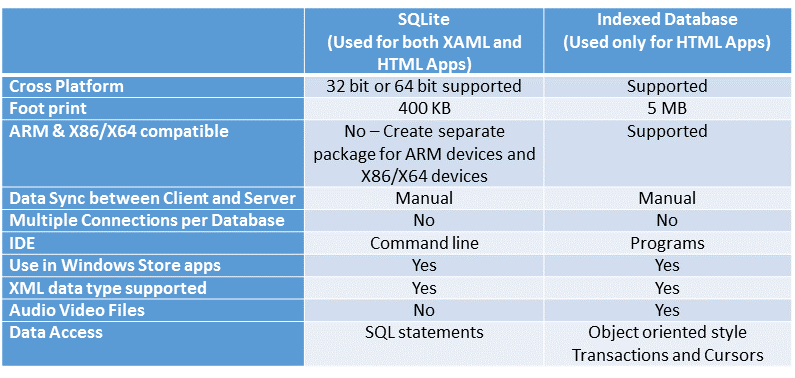 SQLite Indexed Database
(Used for both XAML and (Used only for HTML Apps)
HTML Apps)
Cross Platform 32 bit or 64 bit supported Supported
Foot print 400 KB 5 MB
ARM & X86/X64 compatible No – Create separate Supported
package for ARM devices and
X86/X64 devices
Data Sync between Client and Server Manual Manual
Multiple Connections per Database No No
IDE Command line Programs
Use in Windows Store apps Yes Yes
XML data type supported Yes Yes
Audio Video Files No Yes
Data Access SQL statements Object oriented style
Transactions and Cursors